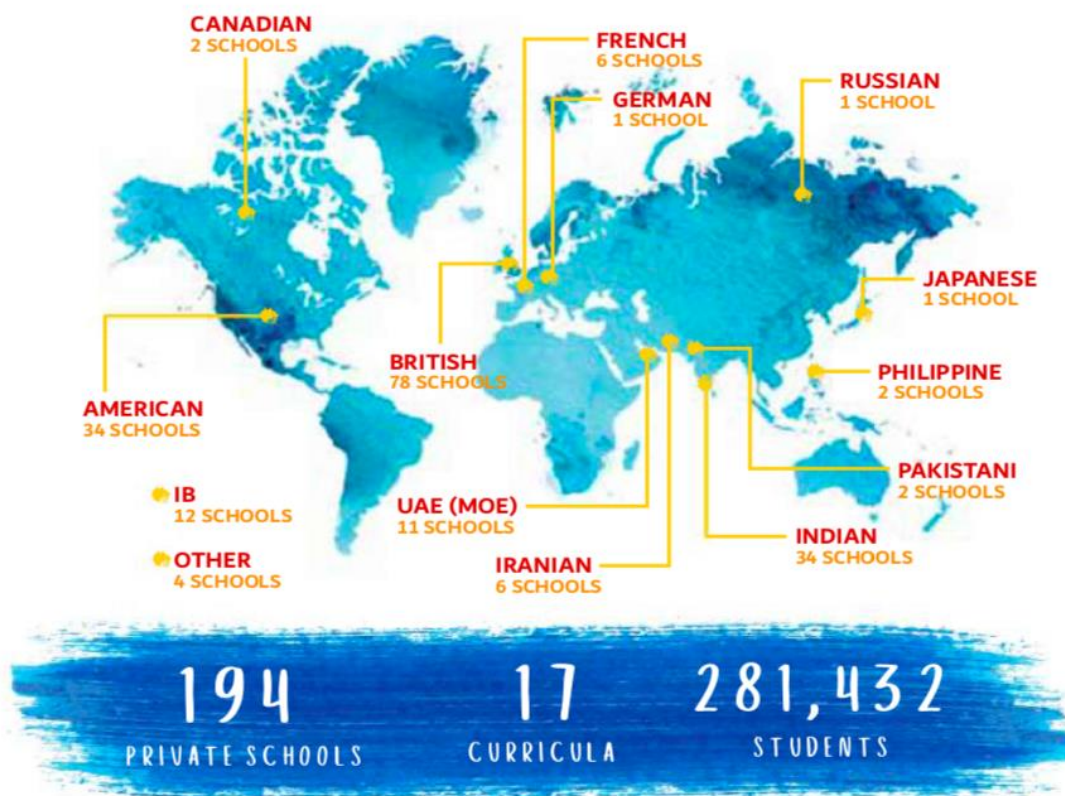 CANADIAN
2 SCHOOLS
FRENCH
6 SCHOOLS
GERMAN
1 SCHOOL
RUSSIAN
1 SCHOOL
JAPANESE
1 SCHOOL
BRITISH
78 SCHOOLS
PHILIPPINE
2 SCHOOLS
AMERICAN
34 SCHOOLS
PAKISTANI
2 SCHOOLS
IB
12 SCHOOLS
UAE (MOE)
11 SCHOOLS
INDIAN
34 SCHOOLS
OTHER
4 SCHOOLS
IRANIAN
6 SCHOOLS
194
PRIVATE SCHOOLS
17
CURRICULA
281,432
STUDENTS